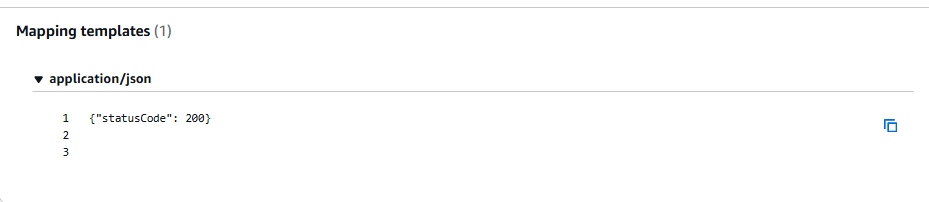 Mapping templates (1)
application/json
1 {"statusCode": 200}
2
3